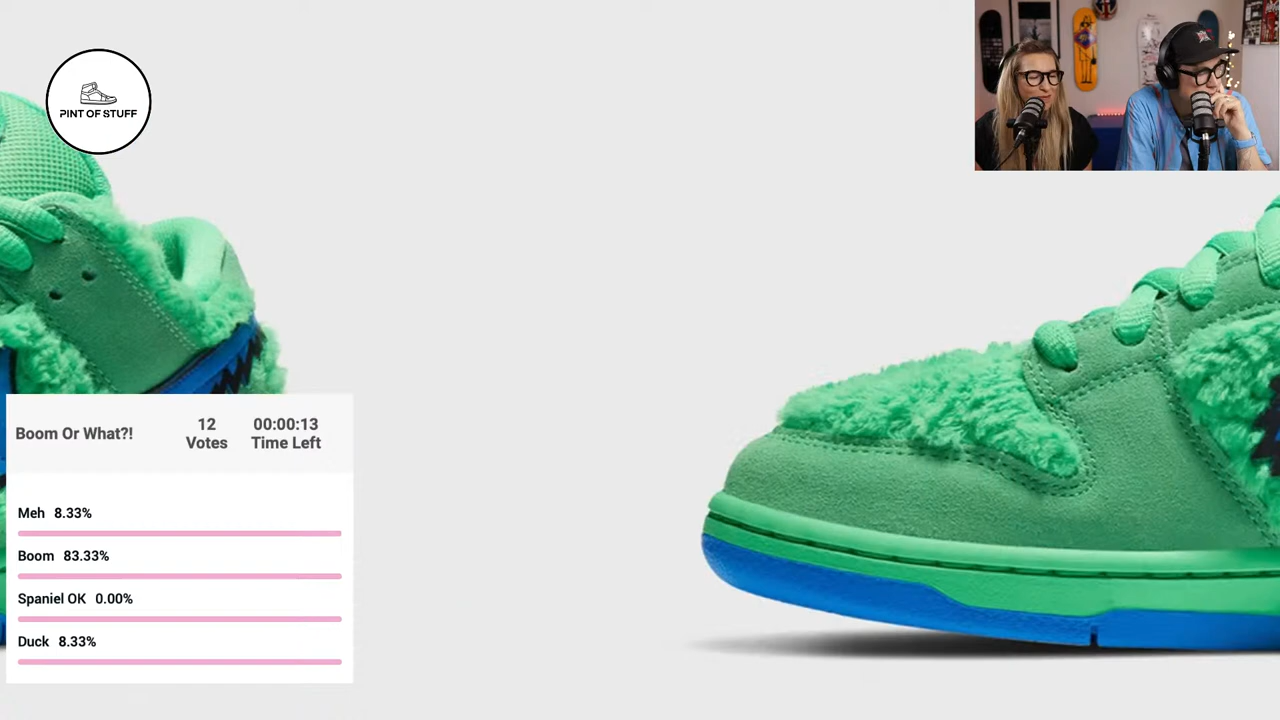 PINT OF STUFF
Boom Or What?!
12
Votes
00:00:13
Time Left
Meh 8.33%
Boom 83.33%
Spaniel OK 0.00%
Duck 8.33%